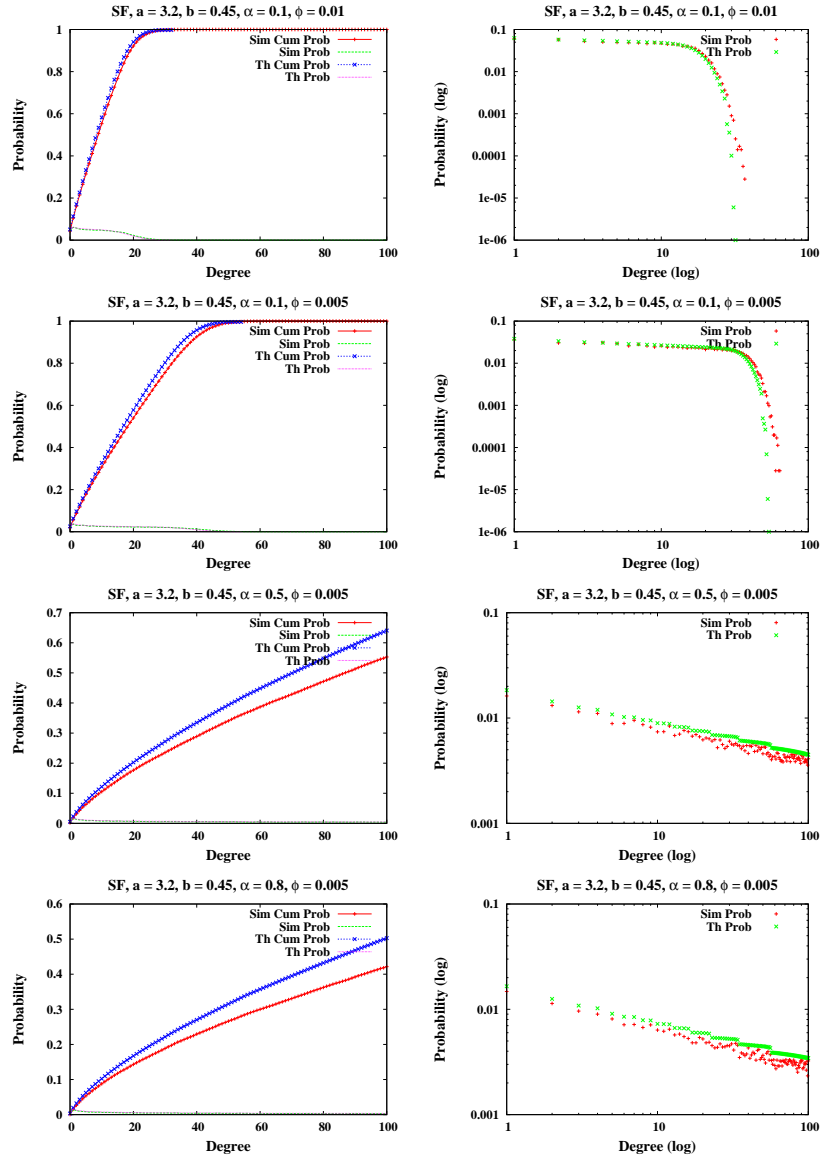 SF, a = 3.2, b = 0.45, α = 0.1, ϕ = 0.01
Probability
1
0.8
0.6
0.4
0.2
0
Sim Cum Prob
Sim Prob
Th Cum Prob
Th Prob
0 20 40 60 80 100
Degree
SF, a = 3.2, b = 0.45, α = 0.1, ϕ = 0.01
Probability (log)
0.1
0.01
0.001
0.0001
1e-05
1e-06
Sim Prob
Th Prob
1 10 100
Degree (log)
SF, a = 3.2, b = 0.45, α = 0.1, ϕ = 0.005
Probability
1
0.8
0.6
0.4
0.2
0
Sim Cum Prob
Sim Prob
Th Cum Prob
Th Prob
0 20 40 60 80 100
Degree
SF, a = 3.2, b = 0.45, α = 0.1, ϕ = 0.005
Probability (log)
0.1
0.01
0.001
0.0001
1e-05
1e-06
Sim Prob
Th Prob
1 10 100
Degree (log)
SF, a = 3.2, b = 0.45, α = 0.5, ϕ = 0.005
Probability
0.7
0.6
0.5
0.4
0.3
0.2
0.1
0
Sim Cum Prob
Sim Prob
Th Cum Prob
Th Prob
0 20 40 60 80 100
Degree
SF, a = 3.2, b = 0.45, α = 0.5, ϕ = 0.005
Probability (log)
0.1
0.01
0.001
Sim Prob
Th Prob
1 10 100
Degree (log)
SF, a = 3.2, b = 0.45, α = 0.8, ϕ = 0.005
Probability
0.6
0.5
0.4
0.3
0.2
0.1
0
Sim Cum Prob
Sim Prob
Th Cum Prob
Th Prob
0 20 40 60 80 100
Degree
SF, a = 3.2, b = 0.45, α = 0.8, ϕ = 0.005
Probability (log)
0.1
0.01
0.001
Sim Prob
Th Prob
1 10 100
Degree (log)